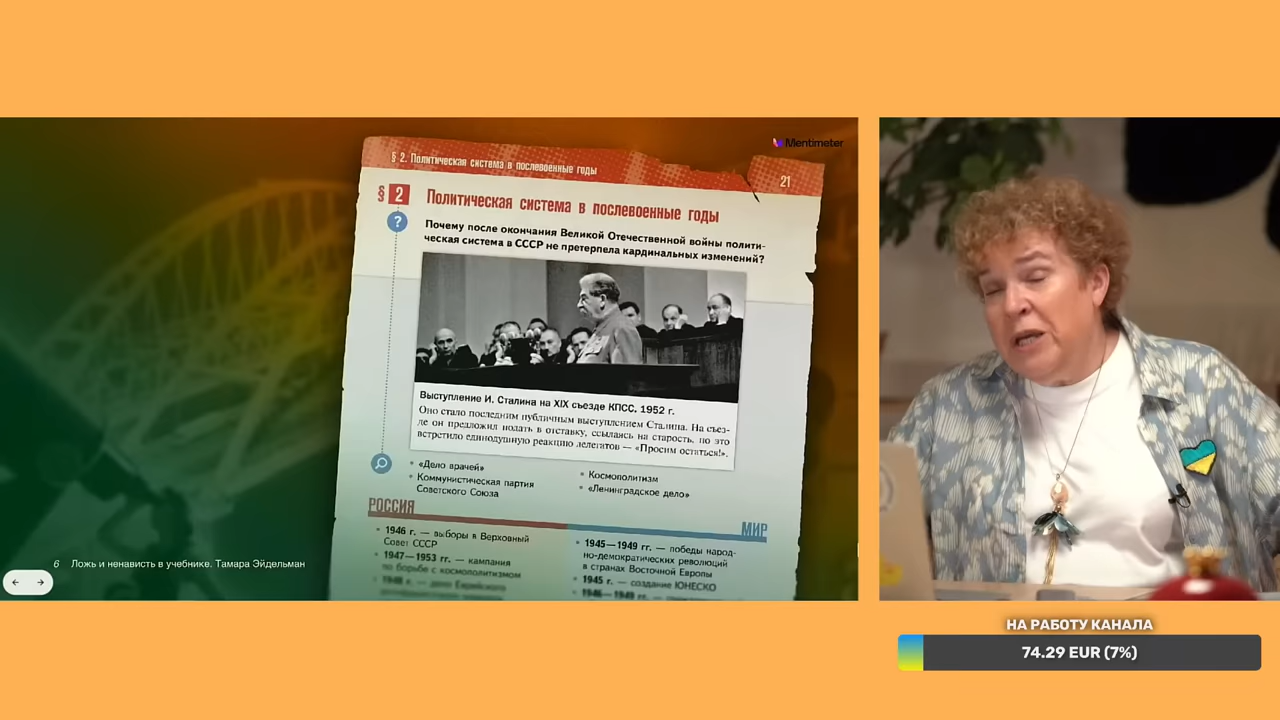 Mentimeter
§ 2. Политическая система в послевоенные годы
21
§ 2
Политическая система в послевоенные годы
?
Почему после окончания Великой Отечественной войны полити-
ческая система в СССР не претерпела кардинальных изменений?
Выступление И. Сталина на XIX съезде КПСС. 1952 г.
Оно стало последним публичным выступлением Сталина. На съез-
де он предложил подать в отставку, ссылаясь на старость, но это
встретило единодушную реакцию делегатов — «Просим остаться!».
• «Дело врачей»
• Коммунистическая партия
Советского Союза
• Космополитизм
• «Ленинградское дело»
РОССИЯ
• 1946 г. — выборы в Верховный
Совет СССР
• 1947—1953 гг. — кампания
по борьбе с космополитизмом
МИР
• 1945—1949 гг. — победы народ-
но-демократических революций
в странах Восточной Европы
• 1945 г. — создание ЮНЕСКО
6 Ложь и ненависть в учебнике. Тамара Эйдельман
НА РАБОТУ КАНАЛА
74.29 EUR (7%)